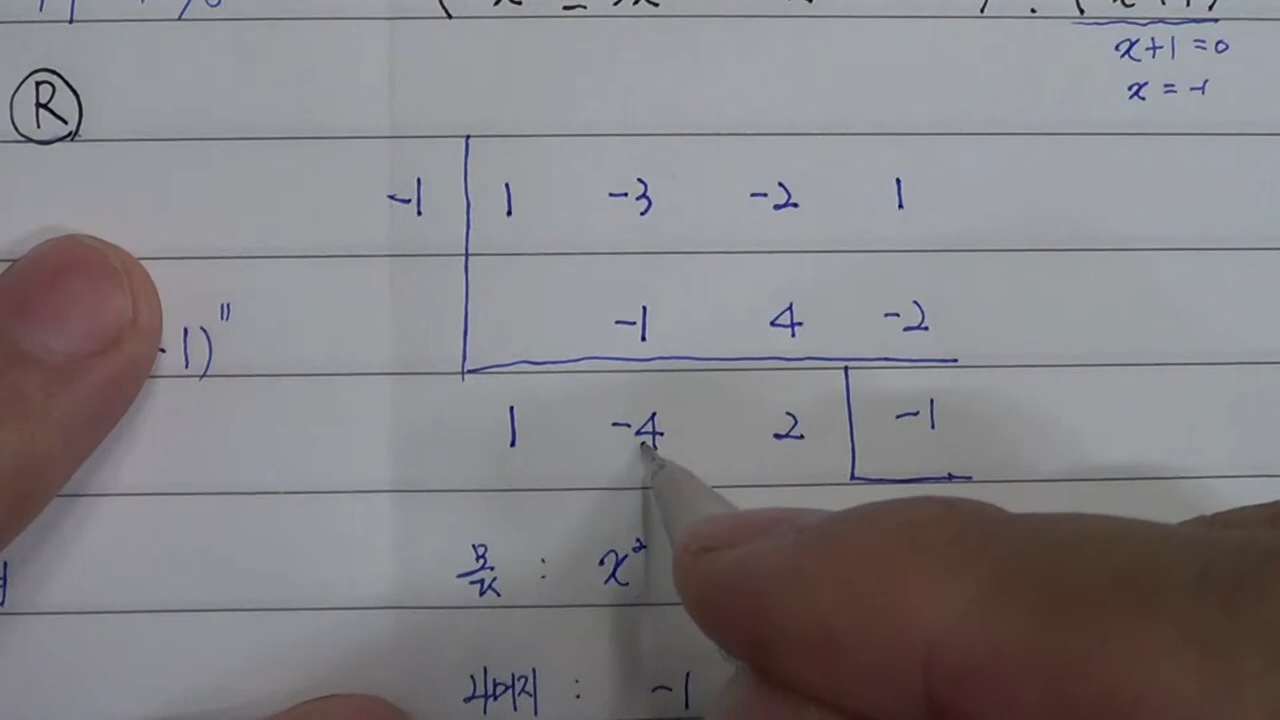 x+1=0
x=-1
R
-1 1 -3 -2 1
-1 4 -2
-1)"
1 -4 2 -1
몫 : x²
나머지 : -1